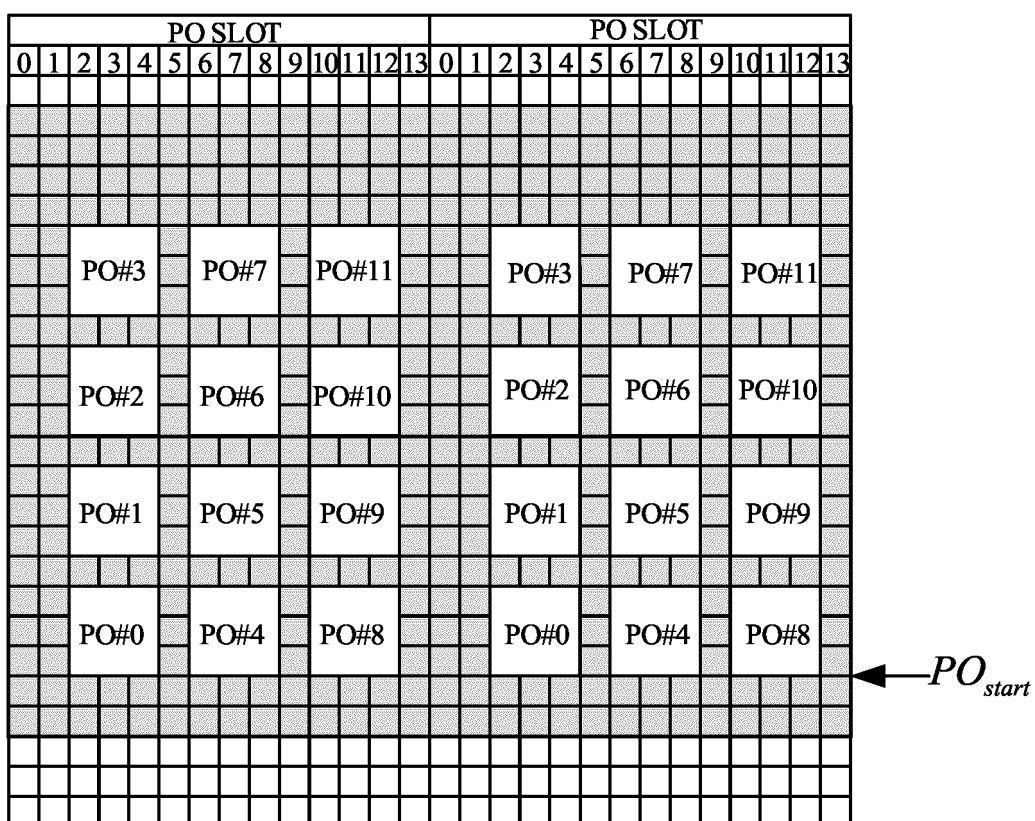 PO SLOT PO SLOT
0 1 2 3 4 5 6 7 8 9 10 11 12 13 0 1 2 3 4 5 6 7 8 9 10 11 12 13
PO#3 PO#7 PO#11 PO#3 PO#7 PO#11
PO#2 PO#6 PO#10 PO#2 PO#6 PO#10
PO#1 PO#5 PO#9 PO#1 PO#5 PO#9
PO#0 PO#4 PO#8 PO#0 PO#4 PO#8
PO start